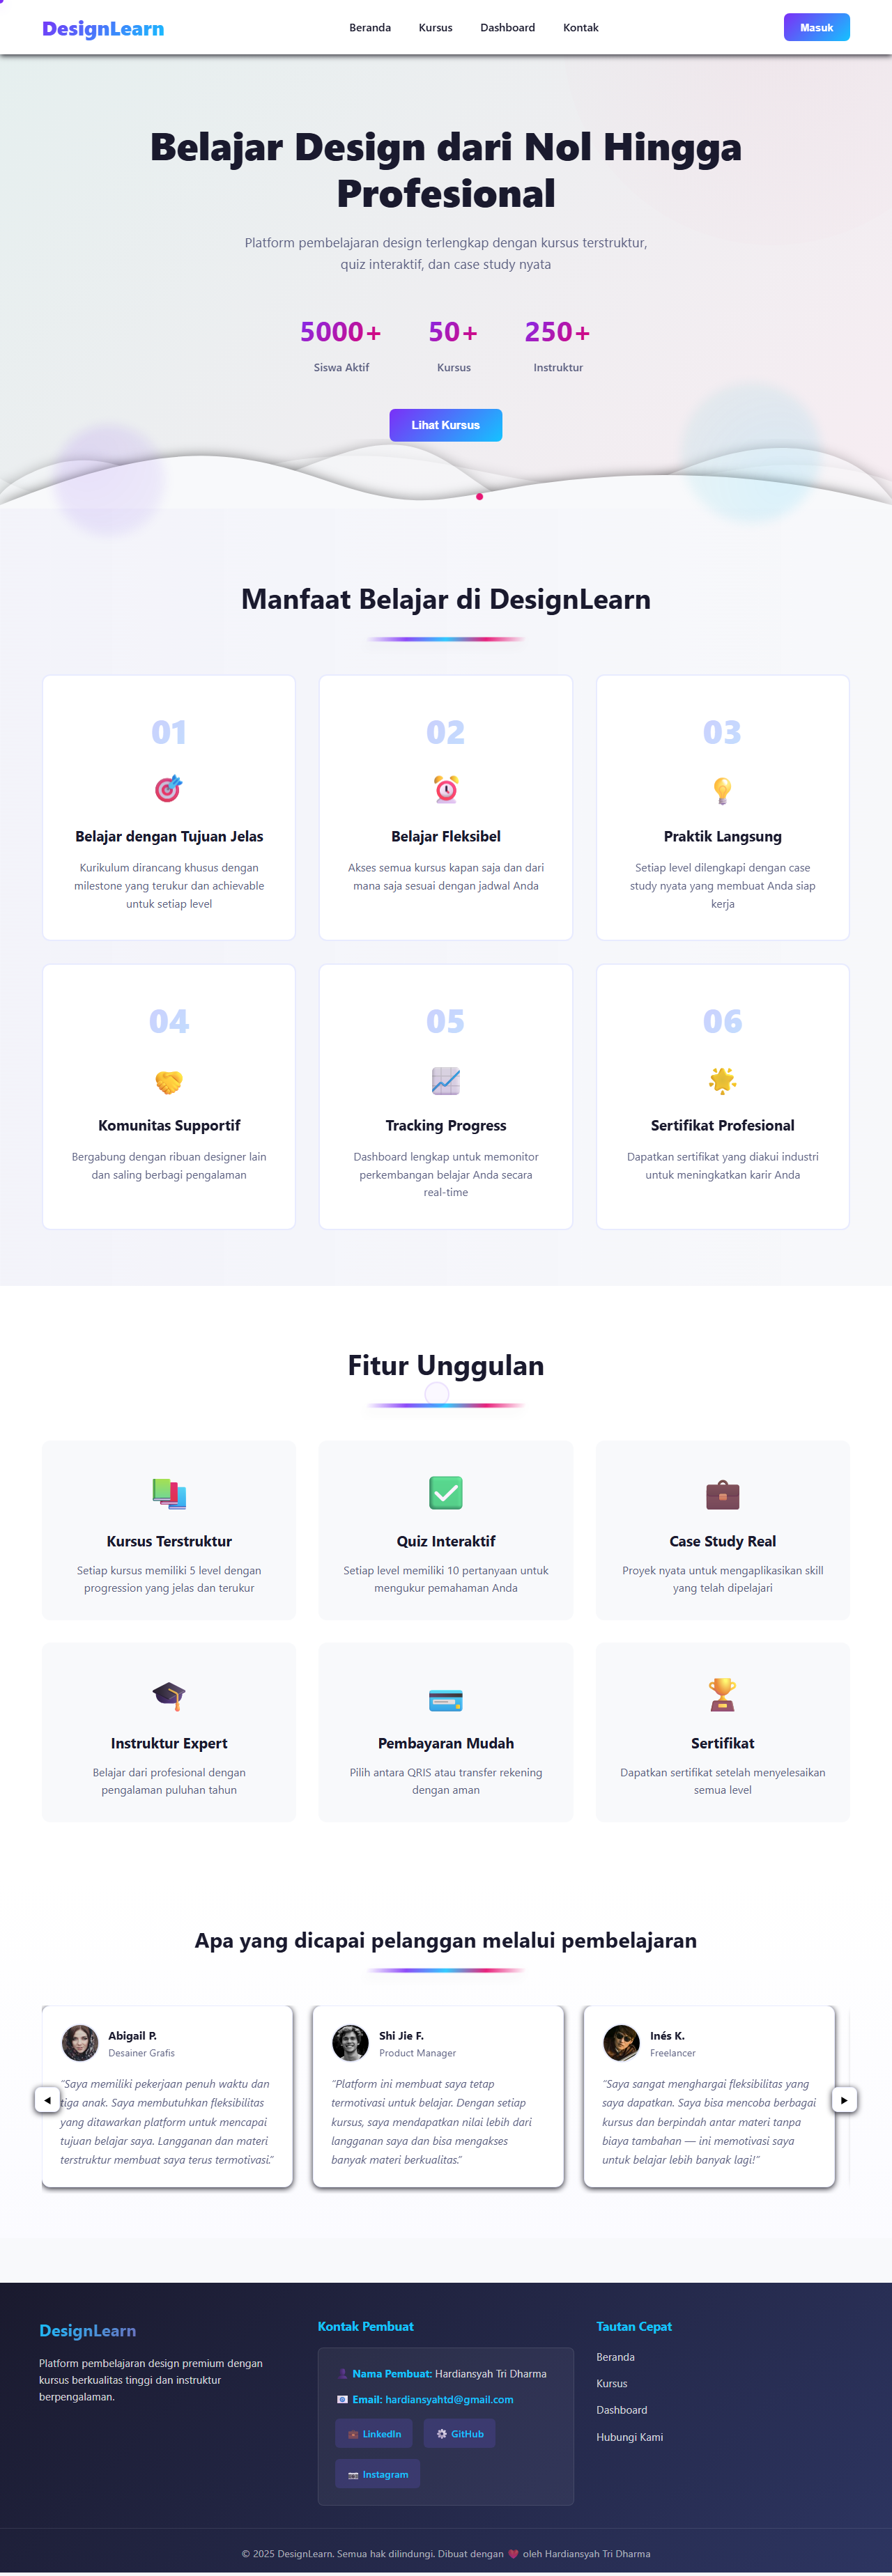 DesignLearn
Beranda
Kursus
Dashboard
Kontak
Masuk
Belajar Design dari Nol Hingga
Profesional
Platform pembelajaran design terlengkap dengan kursus terstruktur,
quiz interaktif, dan case study nyata
5000+
Siswa Aktif
50+
Kursus
250+
Instruktur
Lihat Kursus
Manfaat Belajar di DesignLearn
01
Belajar dengan Tujuan Jelas
Kurikulum dirancang khusus dengan
milestone yang terukur dan achievable
untuk setiap level
02
Belajar Fleksibel
Akses semua kursus kapan saja dan dari
mana saja sesuai dengan jadwal Anda
03
Praktik Langsung
Setiap level dilengkapi dengan case
study nyata yang membuat Anda siap
kerja
04
Komunitas Supportif
Bergabung dengan ribuan designer lain
dan saling berbagi pengalaman
05
Tracking Progress
Dashboard lengkap untuk memonitor
perkembangan belajar Anda secara
real-time
06
Sertifikat Profesional
Dapatkan sertifikat yang diakui industri
untuk meningkatkan karir Anda
Fitur Unggulan
Kursus Terstruktur
Setiap kursus memiliki 5 level dengan
progression yang jelas dan terukur
Quiz Interaktif
Setiap level memiliki 10 pertanyaan untuk
mengukur pemahaman Anda
Case Study Real
Proyek nyata untuk mengaplikasikan skill
yang telah dipelajari
Instruktur Expert
Belajar dari profesional dengan
pengalaman puluhan tahun
Pembayaran Mudah
Pilih antara QRIS atau transfer rekening
dengan aman
Sertifikat
Dapatkan sertifikat setelah menyelesaikan
semua level
Apa yang dicapai pelanggan melalui pembelajaran
Abigail P.
Desainer Grafis
"Saya memiliki pekerjaan penuh waktu dan
tiga anak. Saya membutuhkan fleksibilitas
yang ditawarkan platform untuk mencapai
tujuan belajar saya. Langganan dan materi
terstruktur membuat saya terus termotivasi."
Shi Jie F.
Product Manager
"Platform ini membuat saya tetap
termotivasi untuk belajar. Dengan setiap
kursus, saya mendapatkan nilai lebih dari
langganan saya dan bisa mengakses
banyak materi berkualitas."
Inés K.
Freelancer
"Saya sangat menghargai fleksibilitas yang
saya dapatkan. Saya bisa mencoba berbagai
kursus dan berpindah antar materi tanpa
biaya tambahan — ini memotivasi saya
untuk belajar lebih banyak lagi!"
DesignLearn
Platform pembelajaran design premium dengan
kursus berkualitas tinggi dan instruktur
berpengalaman.
Kontak Pembuat
Nama Pembuat: Hardiansyah Tri Dharma
Email: hardiansyahtd@gmail.com
LinkedIn
GitHub
Instagram
Tautan Cepat
Beranda
Kursus
Dashboard
Hubungi Kami
© 2025 DesignLearn. Semua hak dilindungi. Dibuat dengan ❤️ oleh Hardiansyah Tri Dharma